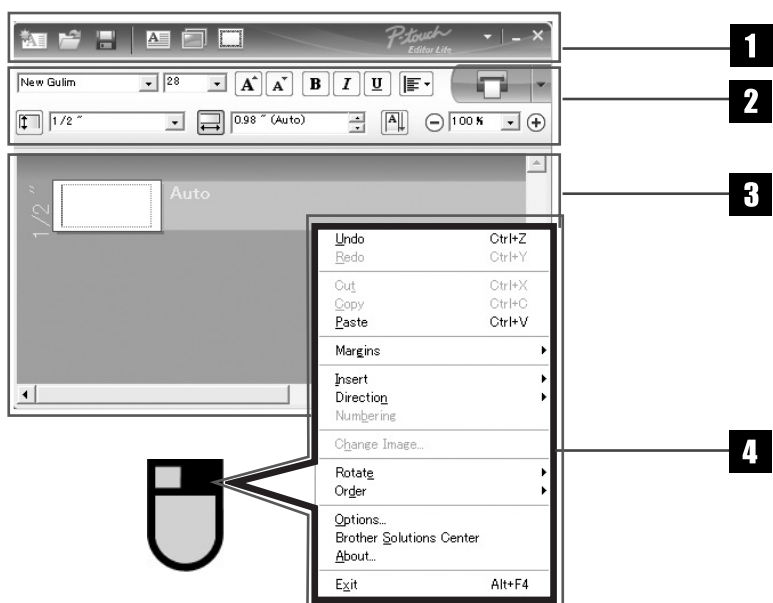 P-touch
Editor Lite
1
New Gulim
28
A A B I U
2
1/2 ″
0.98 ″ (Auto)
A
100 %
3
1/2 ″
Auto
Undo Ctrl+Z
Redo Ctrl+Y
Cut Ctrl+X
Copy Ctrl+C
Paste Ctrl+V
Margins
Insert
Direction
Numbering
Change Image...
4
Rotate
Order
Options...
Brother Solutions Center
About...
Exit Alt+F4